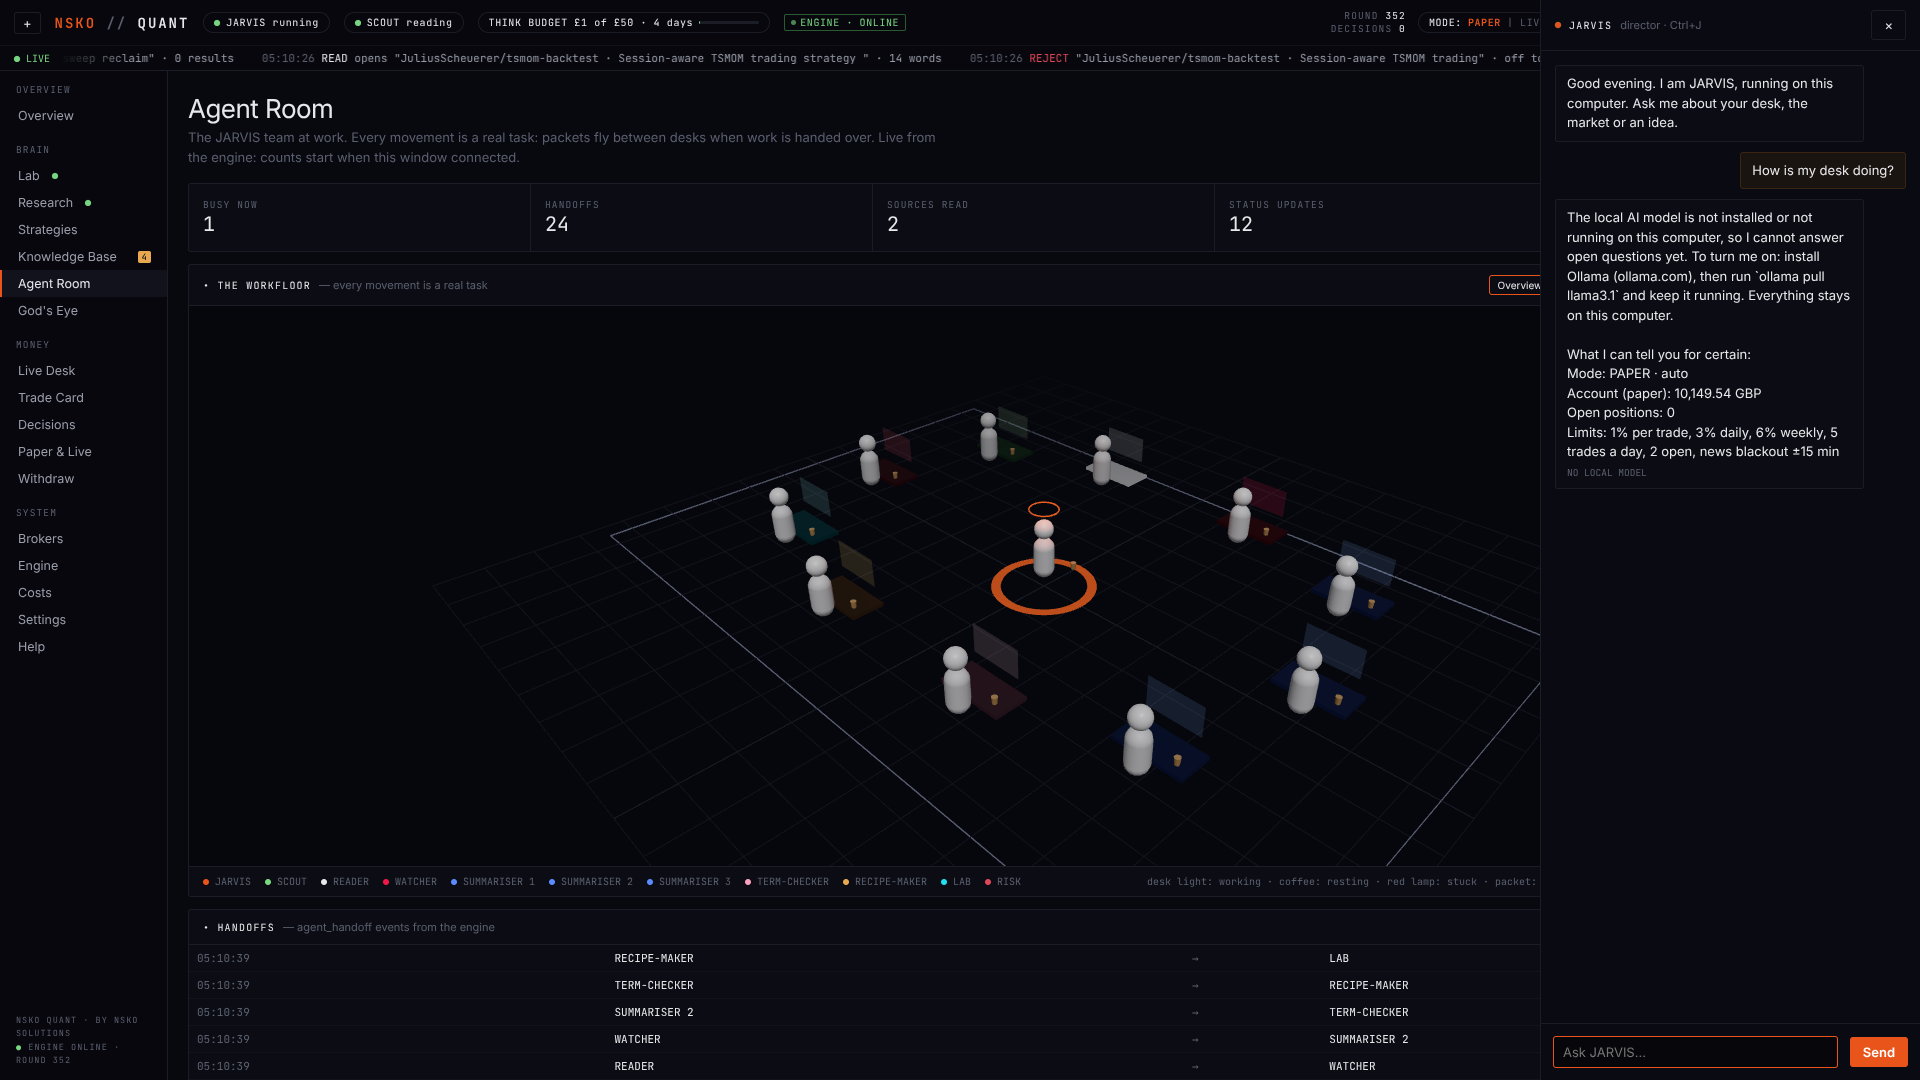 + NSKO // QUANT JARVIS running SCOUT reading THINK BUDGET £1 of £50 · 4 days ENGINE · ONLINE ROUND 352 DECISIONS 0 MODE: PAPER | LIV
LIVE weep reclaim" · 0 results 05:10:26 READ opens "JuliusScheuerer/tsmom-backtest · Session-aware TSMOM trading strategy " · 14 words 05:10:26 REJECT "JuliusScheuerer/tsmom-backtest · Session-aware TSMOM trading" · off to
OVERVIEW
Overview
BRAIN
Lab
Research
Strategies
Knowledge Base 4
Agent Room
God's Eye
MONEY
Live Desk
Trade Card
Decisions
Paper & Live
Withdraw
SYSTEM
Brokers
Engine
Costs
Settings
Help
NSKO QUANT · BY NSKO
SOLUTIONS
ENGINE ONLINE ·
ROUND 352
Agent Room
The JARVIS team at work. Every movement is a real task: packets fly between desks when work is handed over. Live from
the engine: counts start when this window connected.
BUSY NOW
1
HANDOFFS
24
SOURCES READ
2
STATUS UPDATES
12
• THE WORKFLOOR — every movement is a real task
Overview
JARVIS SCOUT READER WATCHER SUMMARISER 1 SUMMARISER 2 SUMMARISER 3 TERM-CHECKER RECIPE-MAKER LAB RISK
desk light: working · coffee: resting · red lamp: stuck · packet:
• HANDOFFS — agent_handoff events from the engine
05:10:39 RECIPE-MAKER → LAB
05:10:39 TERM-CHECKER → RECIPE-MAKER
05:10:39 SUMMARISER 2 → TERM-CHECKER
05:10:39 WATCHER → SUMMARISER 2
05:10:39 READER → WATCHER
JARVIS director · Ctrl+J ×
Good evening. I am JARVIS, running on this
computer. Ask me about your desk, the
market or an idea.
How is my desk doing?
The local AI model is not installed or not
running on this computer, so I cannot answer
open questions yet. To turn me on: install
Ollama (ollama.com), then run `ollama pull
llama3.1` and keep it running. Everything stays
on this computer.
What I can tell you for certain:
Mode: PAPER · auto
Account (paper): 10,149.54 GBP
Open positions: 0
Limits: 1% per trade, 3% daily, 6% weekly, 5
trades a day, 2 open, news blackout ±15 min
NO LOCAL MODEL
Ask JARVIS...
Send